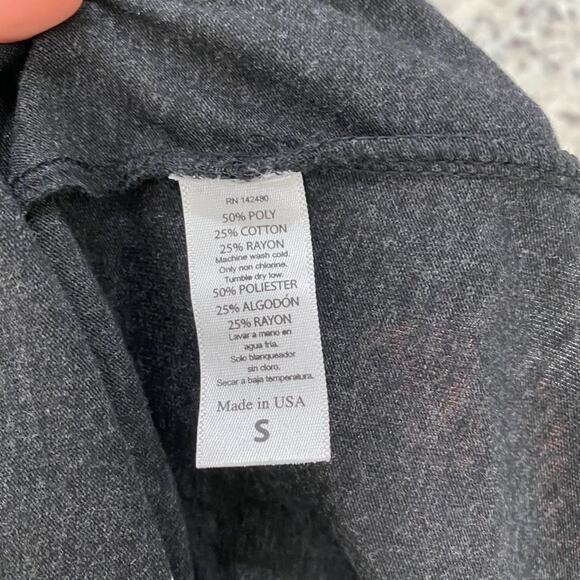 RN 142480
50% POLY
25% COTTON
25% RAYON
Machine wash cold.
Only non chlorine.
Tumble dry low.
50% POLIESTER
25% ALGODÓN
25% RAYON
Lavar a mano en
agua fria.
Solo blanqueador
sin cloro.
Secar a baja temperatura.
Made in USA
S